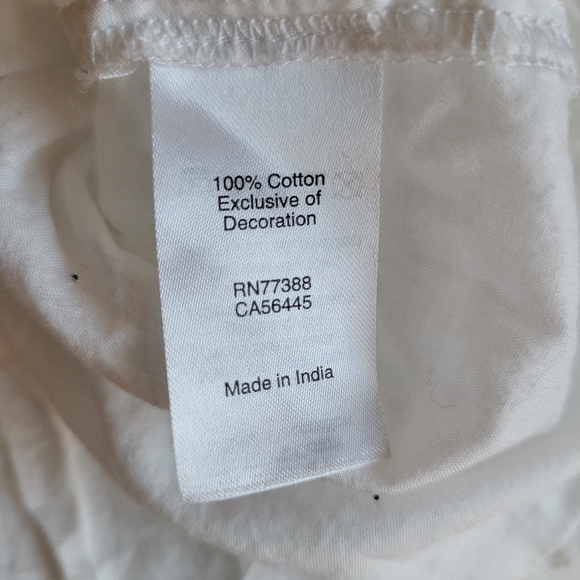 100% Cotton
Exclusive of
Decoration
RN77388
CA56445
Made in India